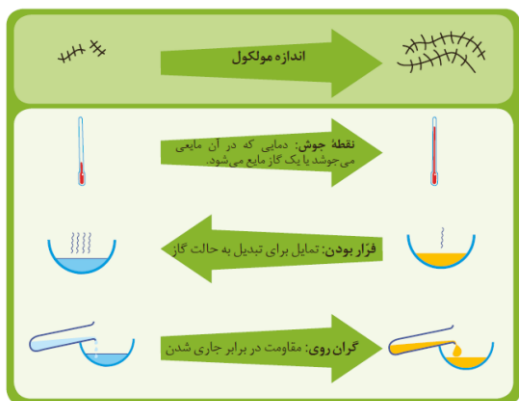 اندازه مولکول
نقطهٔ جوش: دمایی که در آن مایعی
می‌جوشد یا یک گاز مایع می‌شود.
فرّار بودن: تمایل برای تبدیل به حالت گاز
گران روی: مقاومت در برابر جاری شدن